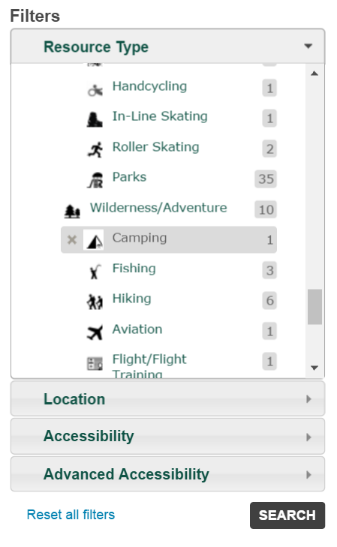 Filters
Resource Type
Handcycling 1
In-Line Skating 1
Roller Skating 2
Parks 35
Wilderness/Adventure 10
Camping 1
Fishing 3
Hiking 6
Aviation 1
Flight/Flight 1
Training
Location
Accessibility
Advanced Accessibility
Reset all filters SEARCH